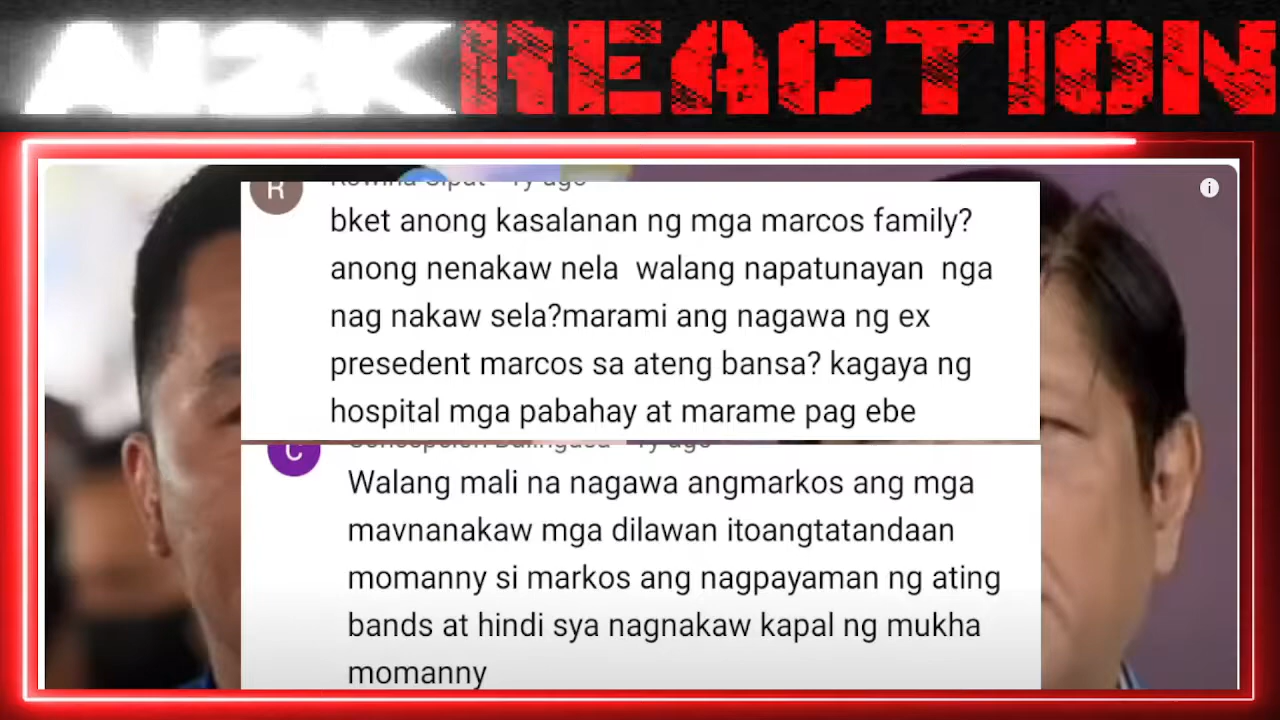 AI2K REACTION
bket anong kasalanan ng mga marcos family?
anong nenakaw nela walang napatunayan nga
nag nakaw sela?marami ang nagawa ng ex
presedent marcos sa ateng bansa? kagaya ng
hospital mga pabahay at marame pag ebe
C
Walang mali na nagawa angmarkos ang mga
mavnanakaw mga dilawan itoangtatandaan
momanny si markos ang nagpayaman ng ating
bands at hindi sya nagnakaw kapal ng mukha
momanny